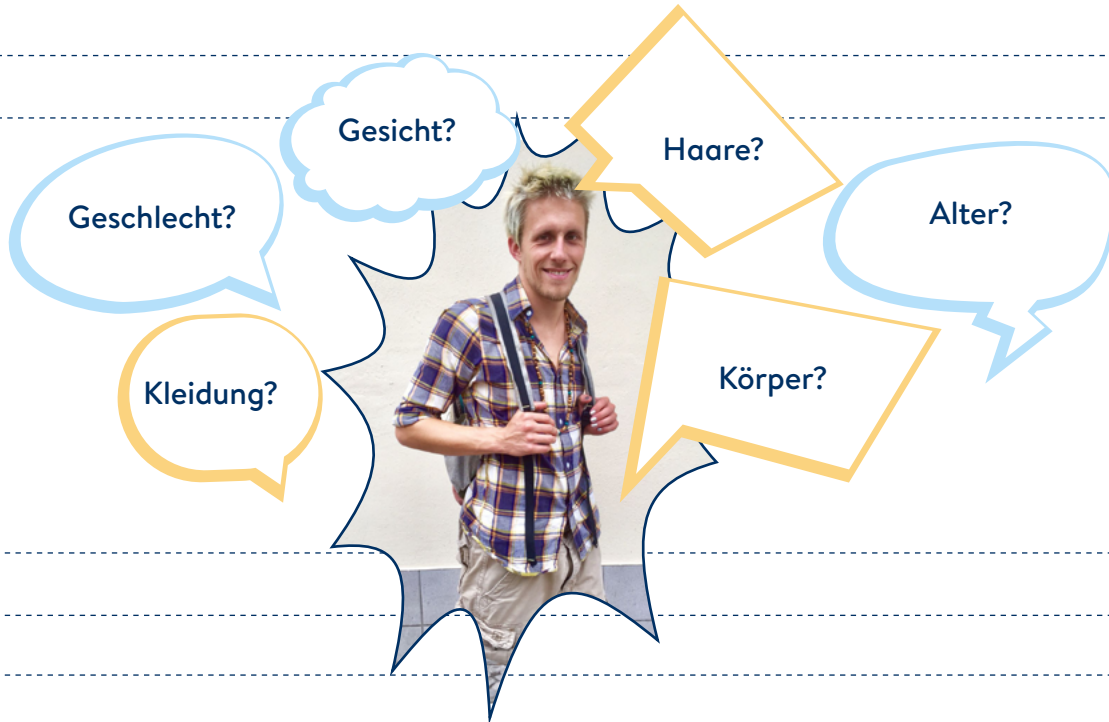 Gesicht?
Haare?
Geschlecht?
Alter?
Kleidung?
Körper?